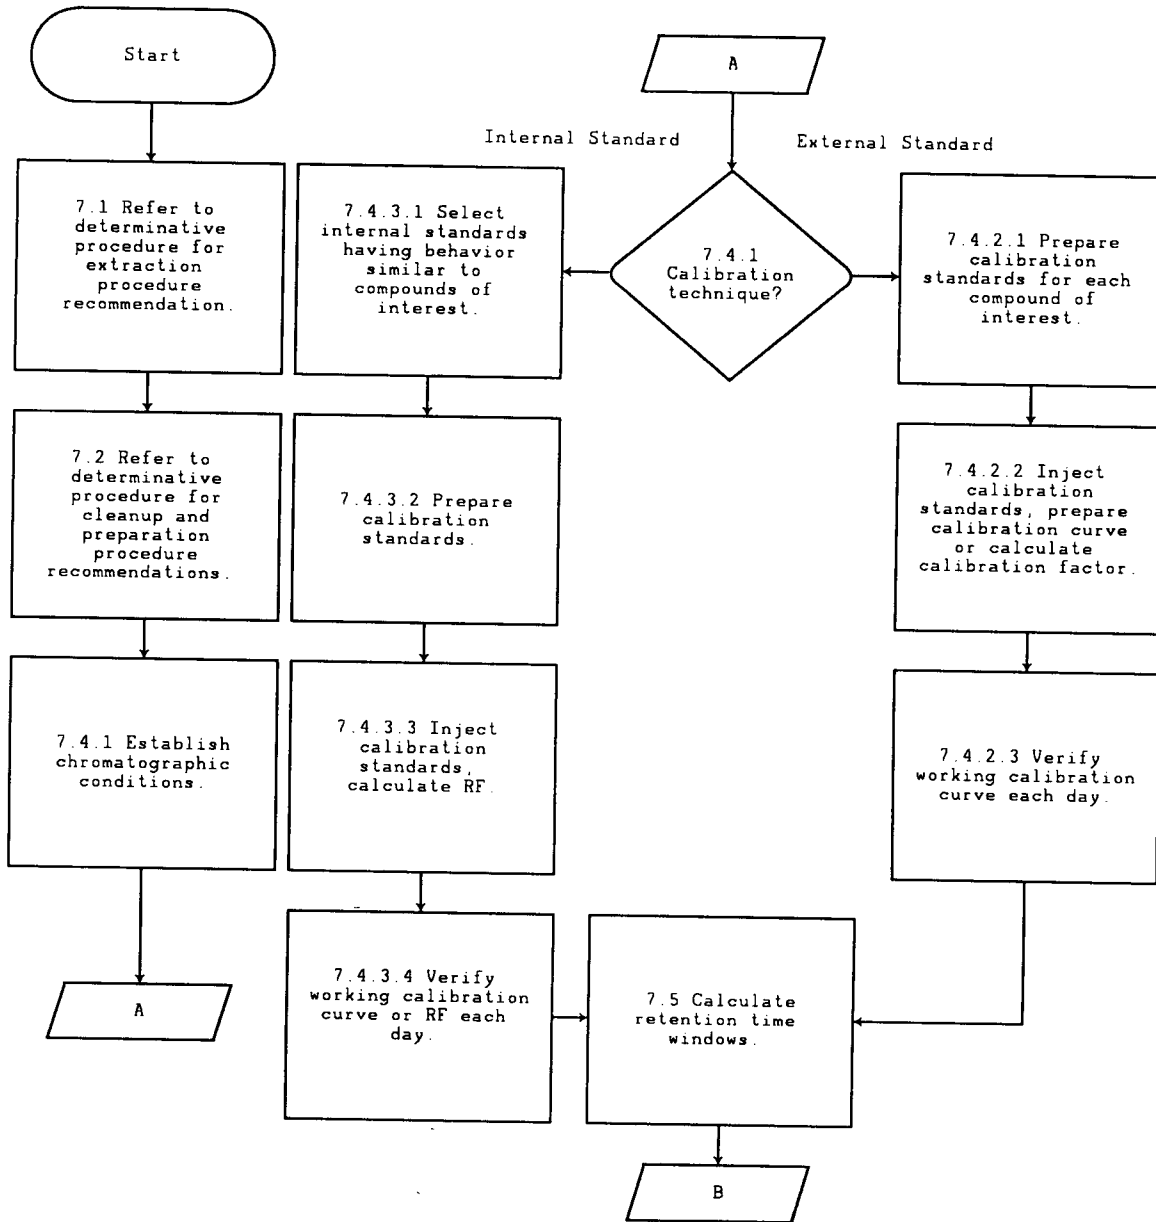 Start
7.1 Refer to
determinative
procedure for
extraction
procedure
recommendation.
7.2 Refer to
determinative
procedure for
cleanup and
preparation
procedure
recommendations.
7.4.1 Establish
chromatographic
conditions.
A
A
Internal Standard
External Standard
7.4.1
Calibration
technique?
7.4.3.1 Select
internal standards
having behavior
similar to
compounds of
interest.
7.4.3.2 Prepare
calibration
standards.
7.4.3.3 Inject
calibration
standards,
calculate RF.
7.4.3.4 Verify
working calibration
curve or RF each
day.
7.4.2.1 Prepare
calibration
standards for each
compound of
interest.
7.4.2.2 Inject
calibration
standards, prepare
calibration curve
or calculate
calibration factor.
7.4.2.3 Verify
working calibration
curve each day.
7.5 Calculate
retention time
windows.
B